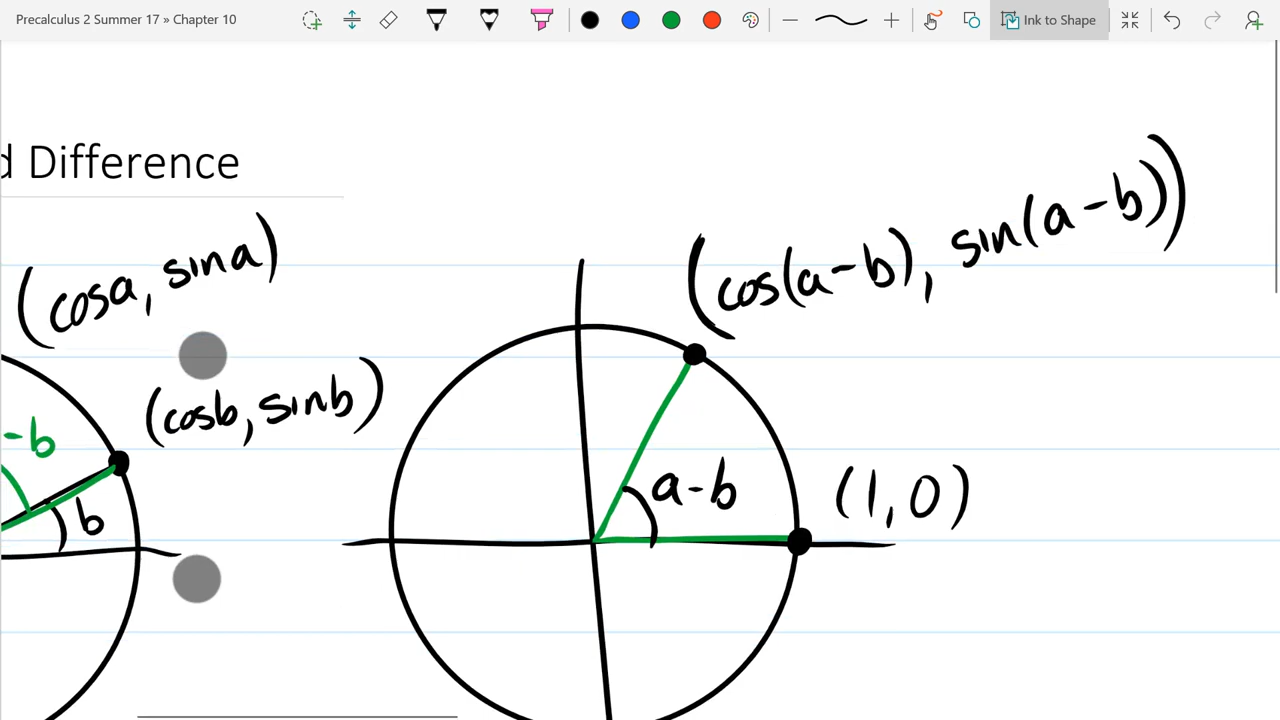 Precalculus 2 Summer 17 » Chapter 10
Ink to Shape
d Difference
(cosa, sina)
(cos(a-b), sin(a-b))
(cosb, sinb)
-b
b
a-b
(1,0)